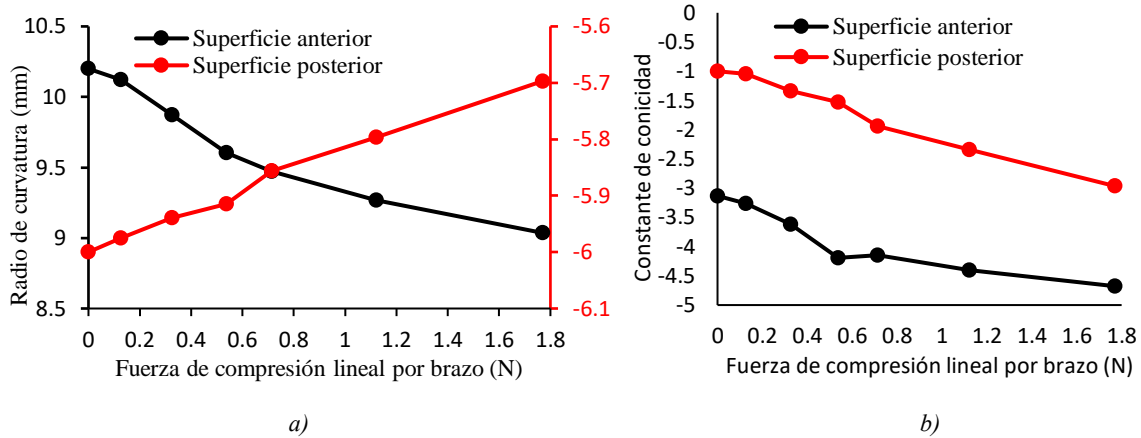 10.5
10
9.5
9
8.5
Radio de curvatura (mm)
Superficie anterior
Superficie posterior
-5.6
-5.7
-5.8
-5.9
-6
-6.1
0 0.2 0.4 0.6 0.8 1 1.2 1.4 1.6 1.8
Fuerza de compresión lineal por brazo (N)
a)
0
-0.5
-1
-1.5
-2
-2.5
-3
-3.5
-4
-4.5
-5
Constante de conicidad
Superficie anterior
Superficie posterior
0 0.2 0.4 0.6 0.8 1 1.2 1.4 1.6 1.8
Fuerza de compresión lineal por brazo (N)
b)